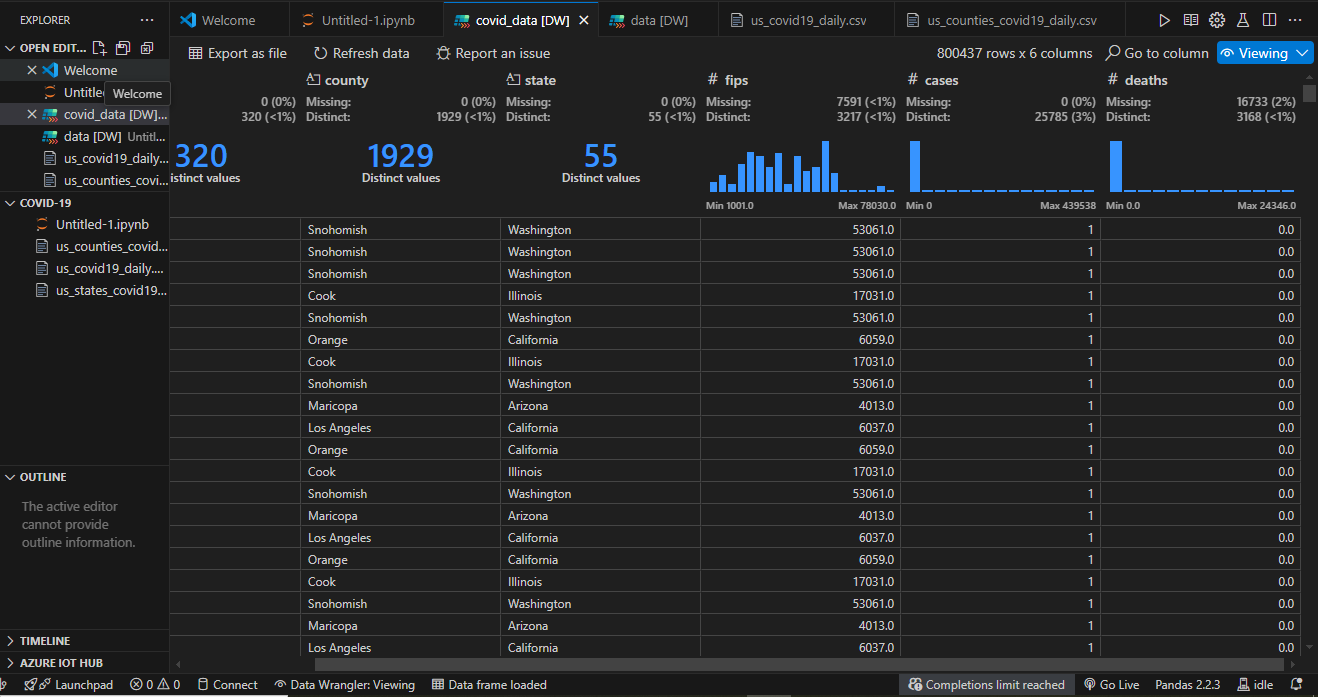 EXPLORER ···
Welcome Untitled-1.ipynb covid_data [DW] data [DW] us_covid19_daily.csv us_counties_covid19_daily.csv
OPEN EDIT...
Welcome
Untitle
Welcome
covid_data [DW]...
data [DW] Untitl...
us_covid19_daily...
us_counties_covi...
COVID-19
Untitled-1.ipynb
us_counties_covid...
us_covid19_daily....
us_states_covid19...
OUTLINE
The active editor
cannot provide
outline information.
TIMELINE
AZURE IOT HUB
Export as file Refresh data Report an issue 800437 rows x 6 columns Go to column Viewing
county state # fips # cases # deaths
0 (0%) Missing: 0 (0%) Missing: 0 (0%) Missing: 7591 (<1%) Missing: 0 (0%) Missing: 16733 (2%)
320 (<1%) Distinct: 1929 (<1%) Distinct: 55 (<1%) Distinct: 3217 (<1%) Distinct: 25785 (3%) Distinct: 3168 (<1%)
320 1929 55
istinct values Distinct values Distinct values
Min 1001.0 Max 78030.0 Min 0 Max 439538 Min 0.0 Max 24346.0
Snohomish Washington 53061.0 1 0.0
Snohomish Washington 53061.0 1 0.0
Snohomish Washington 53061.0 1 0.0
Cook Illinois 17031.0 1 0.0
Snohomish Washington 53061.0 1 0.0
Orange California 6059.0 1 0.0
Cook Illinois 17031.0 1 0.0
Snohomish Washington 53061.0 1 0.0
Maricopa Arizona 4013.0 1 0.0
Los Angeles California 6037.0 1 0.0
Orange California 6059.0 1 0.0
Cook Illinois 17031.0 1 0.0
Snohomish Washington 53061.0 1 0.0
Maricopa Arizona 4013.0 1 0.0
Los Angeles California 6037.0 1 0.0
Orange California 6059.0 1 0.0
Cook Illinois 17031.0 1 0.0
Snohomish Washington 53061.0 1 0.0
Maricopa Arizona 4013.0 1 0.0
Los Angeles California 6037.0 1 0.0
Launchpad 0 0 Connect Data Wrangler: Viewing Data frame loaded Completions limit reached Go Live Pandas 2.2.3 idle